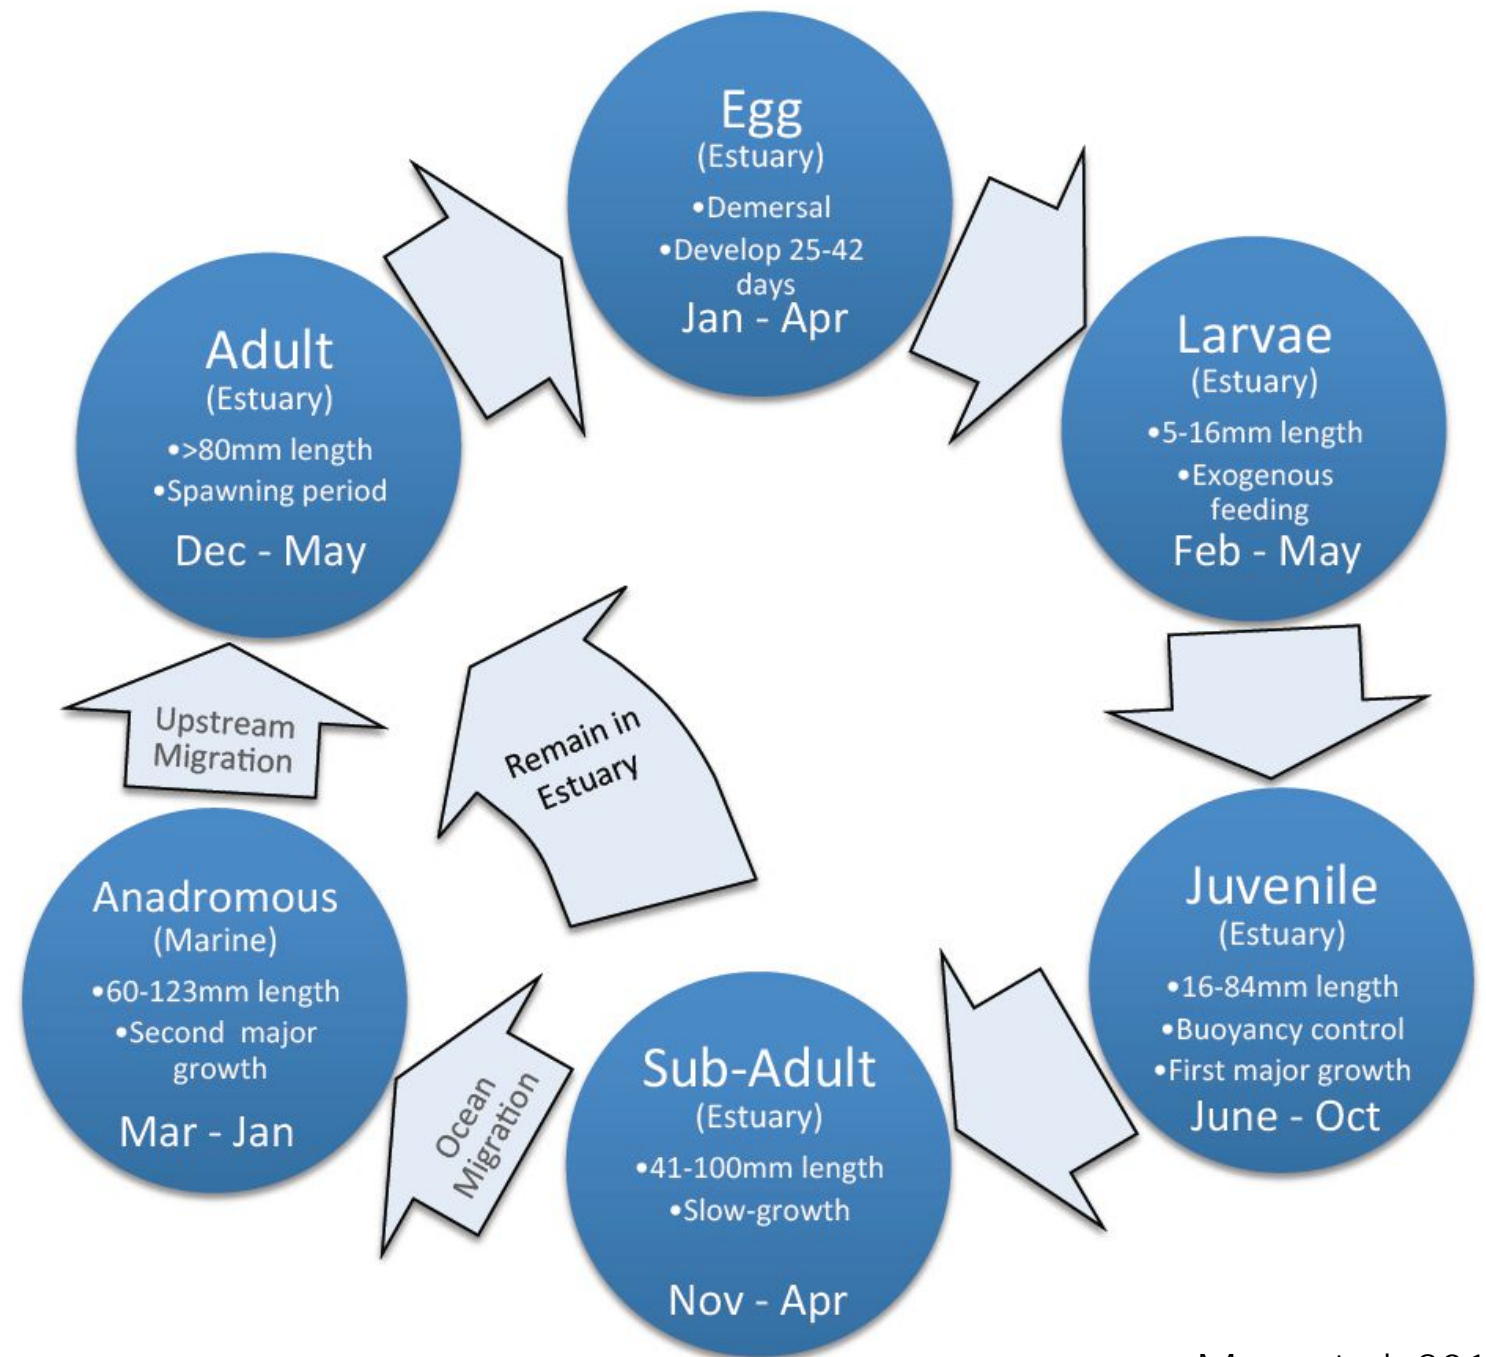 Egg
(Estuary)
•Demersal
•Develop 25-42
days
Jan - Apr
Larvae
(Estuary)
•5-16mm length
•Exogenous
feeding
Feb - May
Juvenile
(Estuary)
•16-84mm length
•Buoyancy control
•First major growth
June - Oct
Sub-Adult
(Estuary)
•41-100mm length
•Slow-growth
Nov - Apr
Ocean
Migration
Anadromous
(Marine)
•60-123mm length
•Second  major
growth
Mar - Jan
Upstream
Migration
Remain in
Estuary
Adult
(Estuary)
•>80mm length
•Spawning period
Dec - May